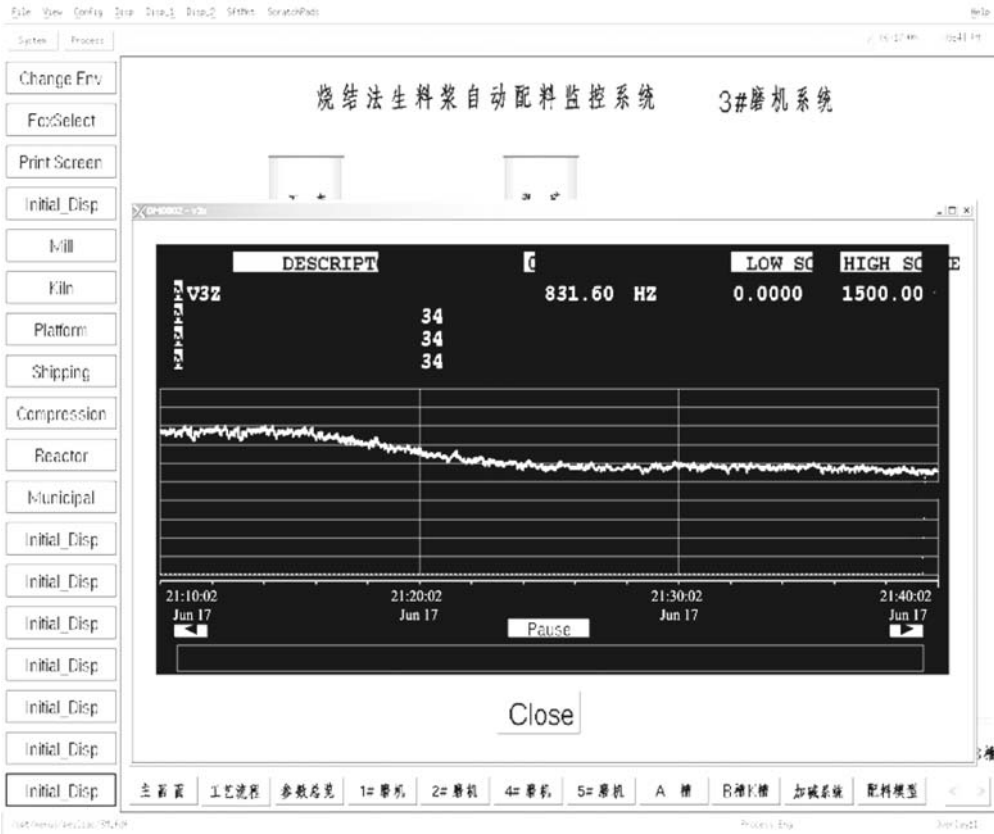 File View Config Disp Disp_1 Disp_2 SftMnt ScratchPads Help
System Process
Change Env
FoxSelect
Print Screen
Initial_Disp
Mill
Kiln
Platform
Shipping
Compression
Reactor
Municipal
Initial_Disp
Initial_Disp
Initial_Disp
Initial_Disp
Initial_Disp
Initial_Disp
Initial_Disp
烧结法生料浆自动配料监控系统 3#磨机系统
DESCRIPT LOW SC HIGH SC E
V3Z 831.60 HZ 0.0000 1500.00
34
34
34
21:10:02 21:20:02 21:30:02 21:40:02
Jun 17 Jun 17 Jun 17 Jun 17
Pause
Close
主画面 工艺流程 参数总览 1#磨机 2#磨机 4#磨机 5#磨机 A 槽 B槽K槽 加碱系统 配料模型